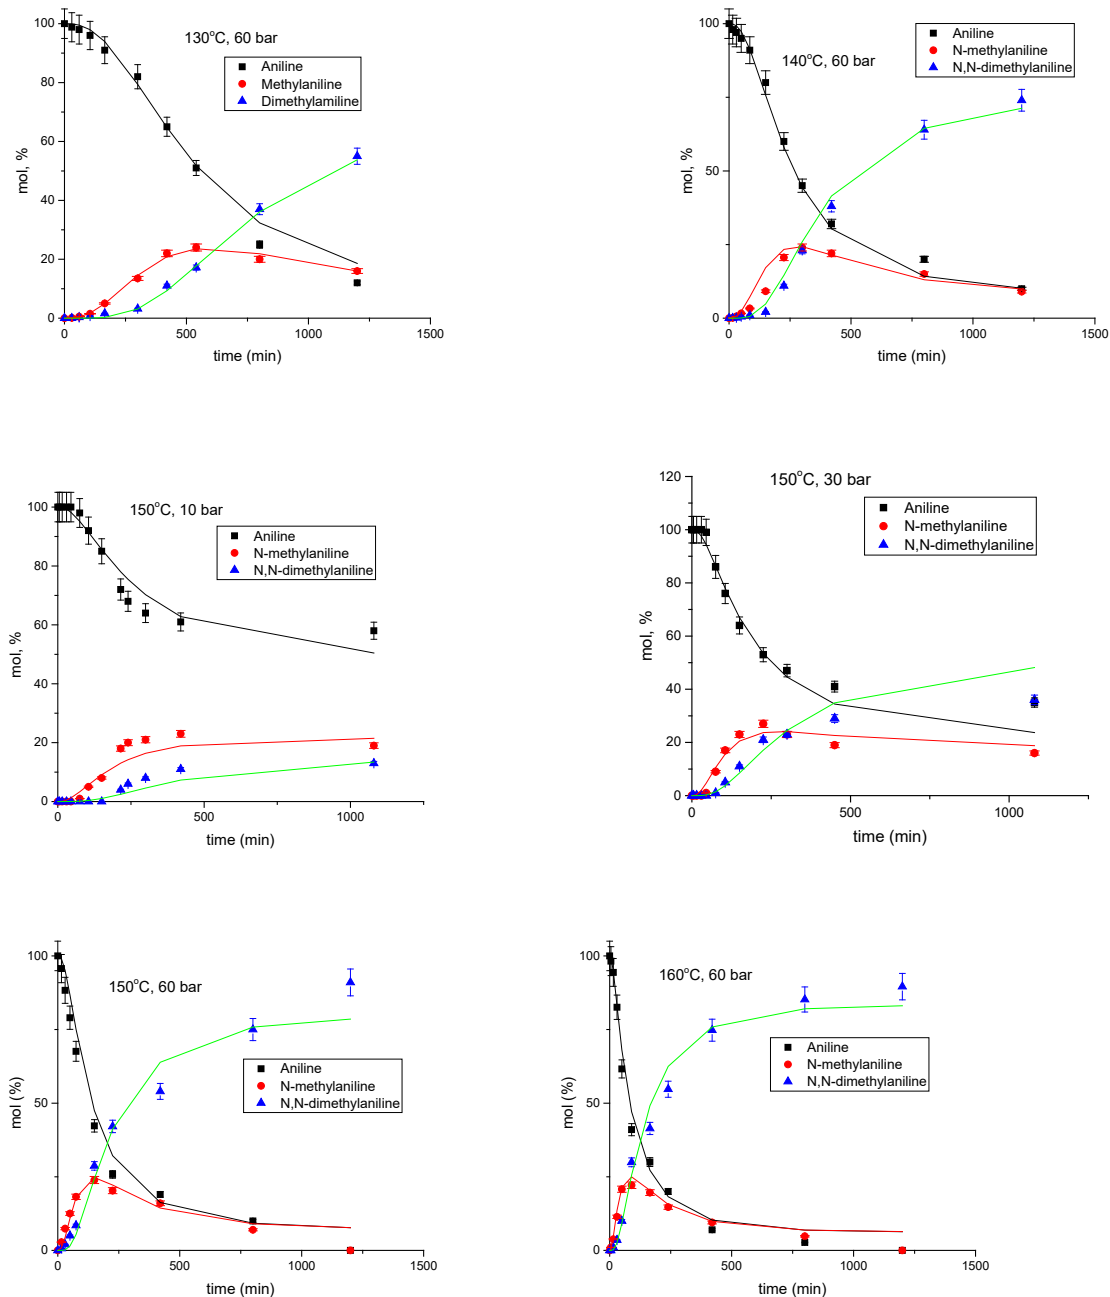 130°C, 60 bar
Aniline
Methylaniline
Dimethylamiline
mol, %
100
80
60
40
20
0
0 500 1000 1500
time (min)
140°C, 60 bar
Aniline
N-methylaniline
N,N-dimethylaniline
mol, %
100
50
0
0 500 1000 1500
time (min)
150°C, 10 bar
Aniline
N-methylaniline
N,N-dimethylaniline
mol, %
100
80
60
40
20
0
0 500 1000
time (min)
150°C, 30 bar
Aniline
N-methylaniline
N,N-dimethylaniline
mol, %
120
100
80
60
40
20
0
0 500 1000
time (min)
150°C, 60 bar
Aniline
N-methylaniline
N,N-dimethylaniline
mol (%)
100
50
0
0 500 1000 1500
time (min)
160°C, 60 bar
Aniline
N-methylaniline
N,N-dimethylaniline
mol (%)
100
50
0
0 500 1000 1500
time (min)